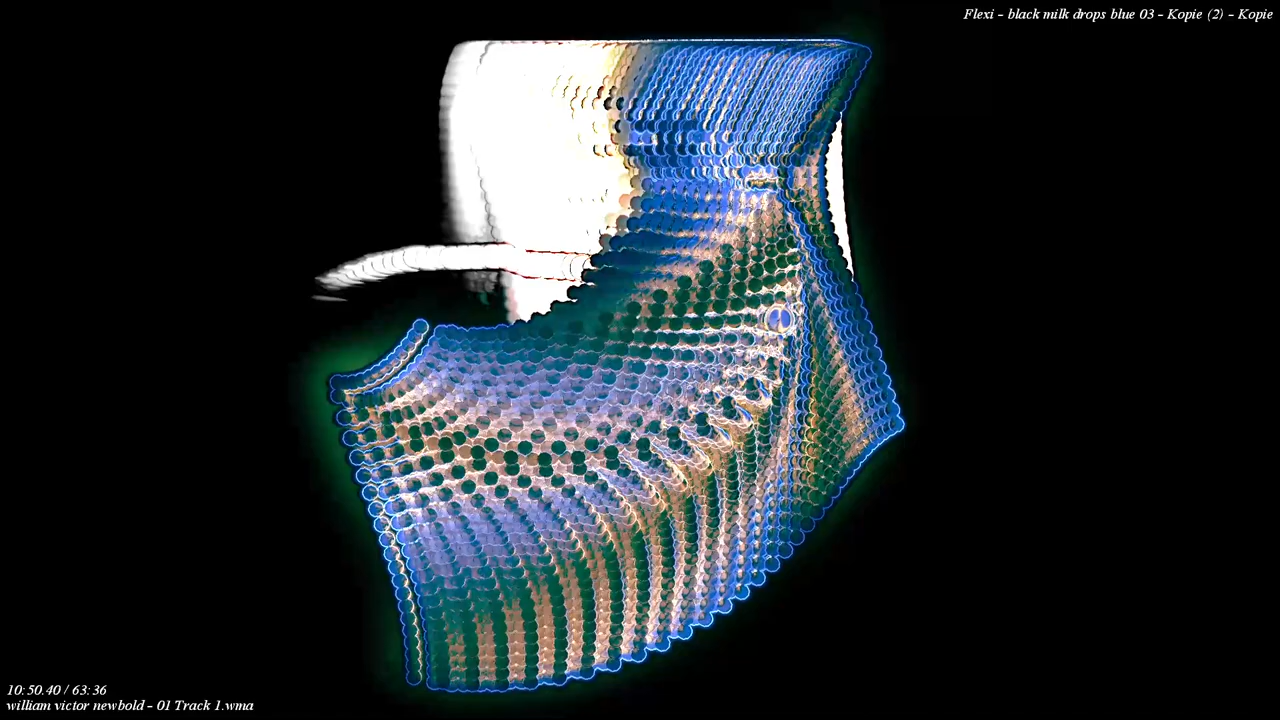 Flexi - black milk drops blue 03 - Kopie (2) - Kopie
10:50.40 / 63:36
william victor newbold - 01 Track 1.wma